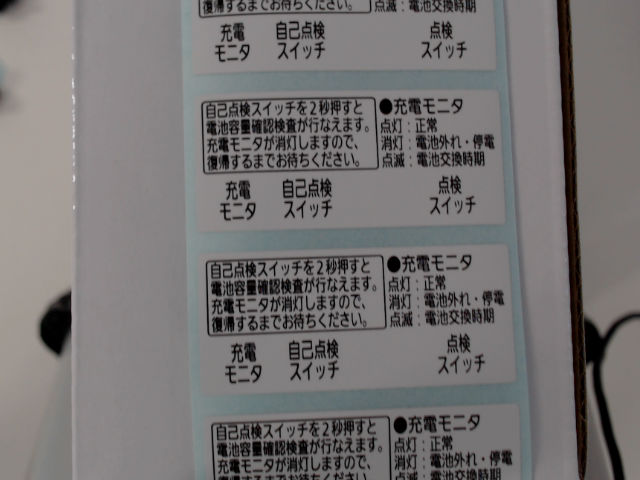 復帰するまでお待ちください。
点滅：電池交換時期
充電 自己点検 点検
モニタ スイッチ スイッチ
自己点検スイッチを2秒押すと
電池容量確認検査が行なえます。
充電モニタが消灯しますので、
復帰するまでお待ちください。
●充電モニタ
点灯：正常
消灯：電池外れ・停電
点滅：電池交換時期
充電 自己点検 点検
モニタ スイッチ スイッチ
自己点検スイッチを2秒押すと
電池容量確認検査が行なえます。
充電モニタが消灯しますので、
復帰するまでお待ちください。
●充電モニタ
点灯：正常
消灯：電池外れ・停電
点滅：電池交換時期
充電 自己点検 点検
モニタ スイッチ スイッチ
自己点検スイッチを2秒押すと
電池容量確認検査が行なえます。
充電モニタが消灯しますので、
●充電モニタ
点灯：正常
消灯：電池外れ・停電
点滅：電池交換時期